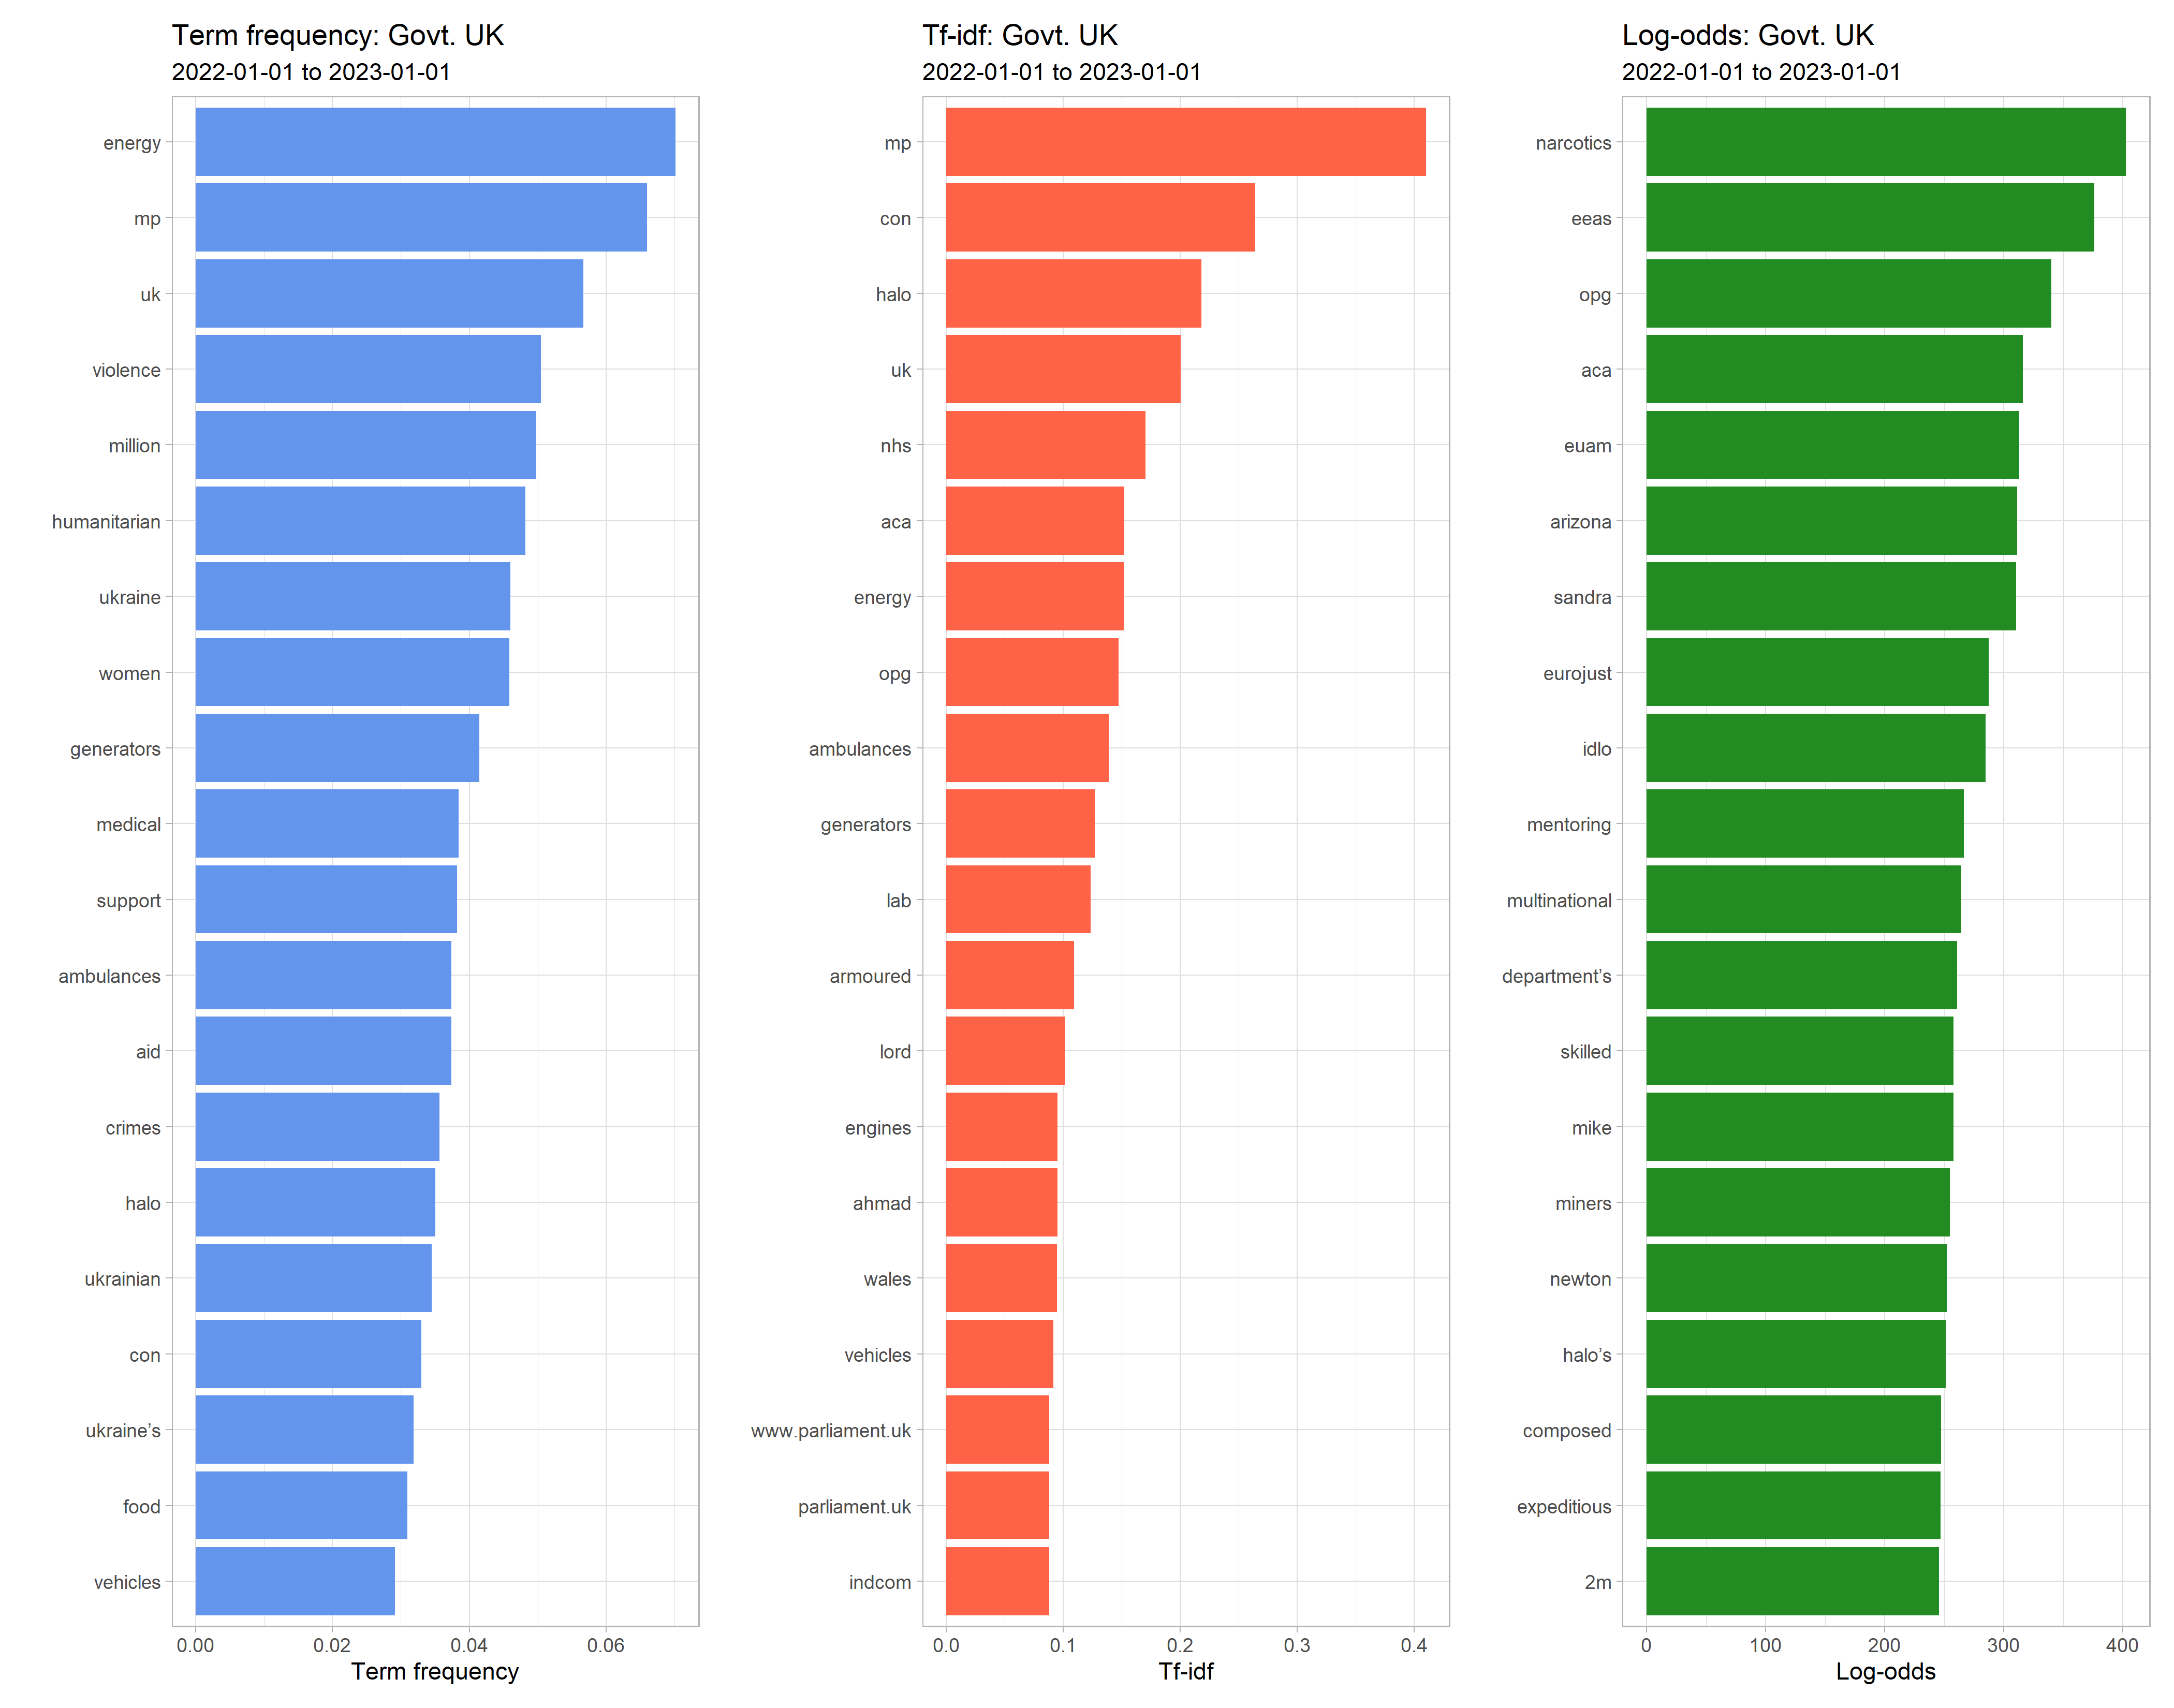 Term frequency: Govt. UK
2022-01-01 to 2023-01-01
energy
mp
uk
violence
million
humanitarian
ukraine
women
generators
medical
support
ambulances
aid
crimes
halo
ukrainian
con
ukraine’s
food
vehicles
0.00 0.02 0.04 0.06
Term frequency
Tf-idf: Govt. UK
2022-01-01 to 2023-01-01
mp
con
halo
uk
nhs
aca
energy
opg
ambulances
generators
lab
armoured
lord
engines
ahmad
wales
vehicles
www.parliament.uk
parliament.uk
indcom
0.0 0.1 0.2 0.3 0.4
Tf-idf
Log-odds: Govt. UK
2022-01-01 to 2023-01-01
narcotics
eeas
opg
aca
euam
arizona
sandra
eurojust
idlo
mentoring
multinational
department’s
skilled
mike
miners
newton
halo’s
composed
expeditious
2m
0 100 200 300 400
Log-odds